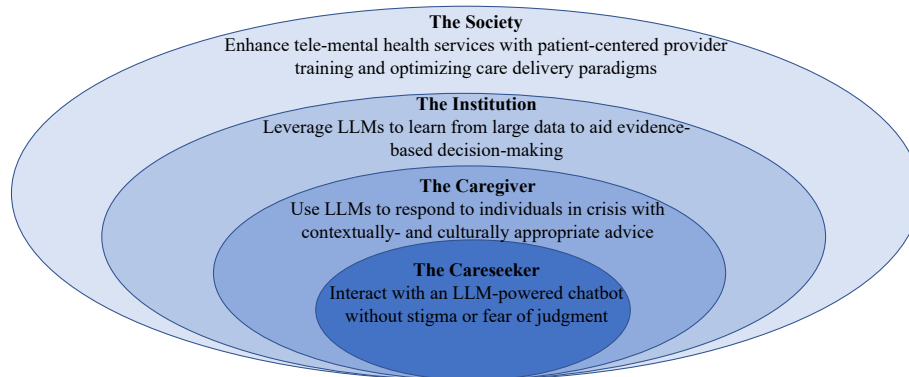 The Society
Enhance tele-mental health services with patient-centered provider
training and optimizing care delivery paradigms
The Institution
Leverage LLMs to learn from large data to aid evidence-
based decision-making
The Caregiver
Use LLMs to respond to individuals in crisis with
contextually- and culturally appropriate advice
The Careseeker
Interact with an LLM-powered chatbot
without stigma or fear of judgment